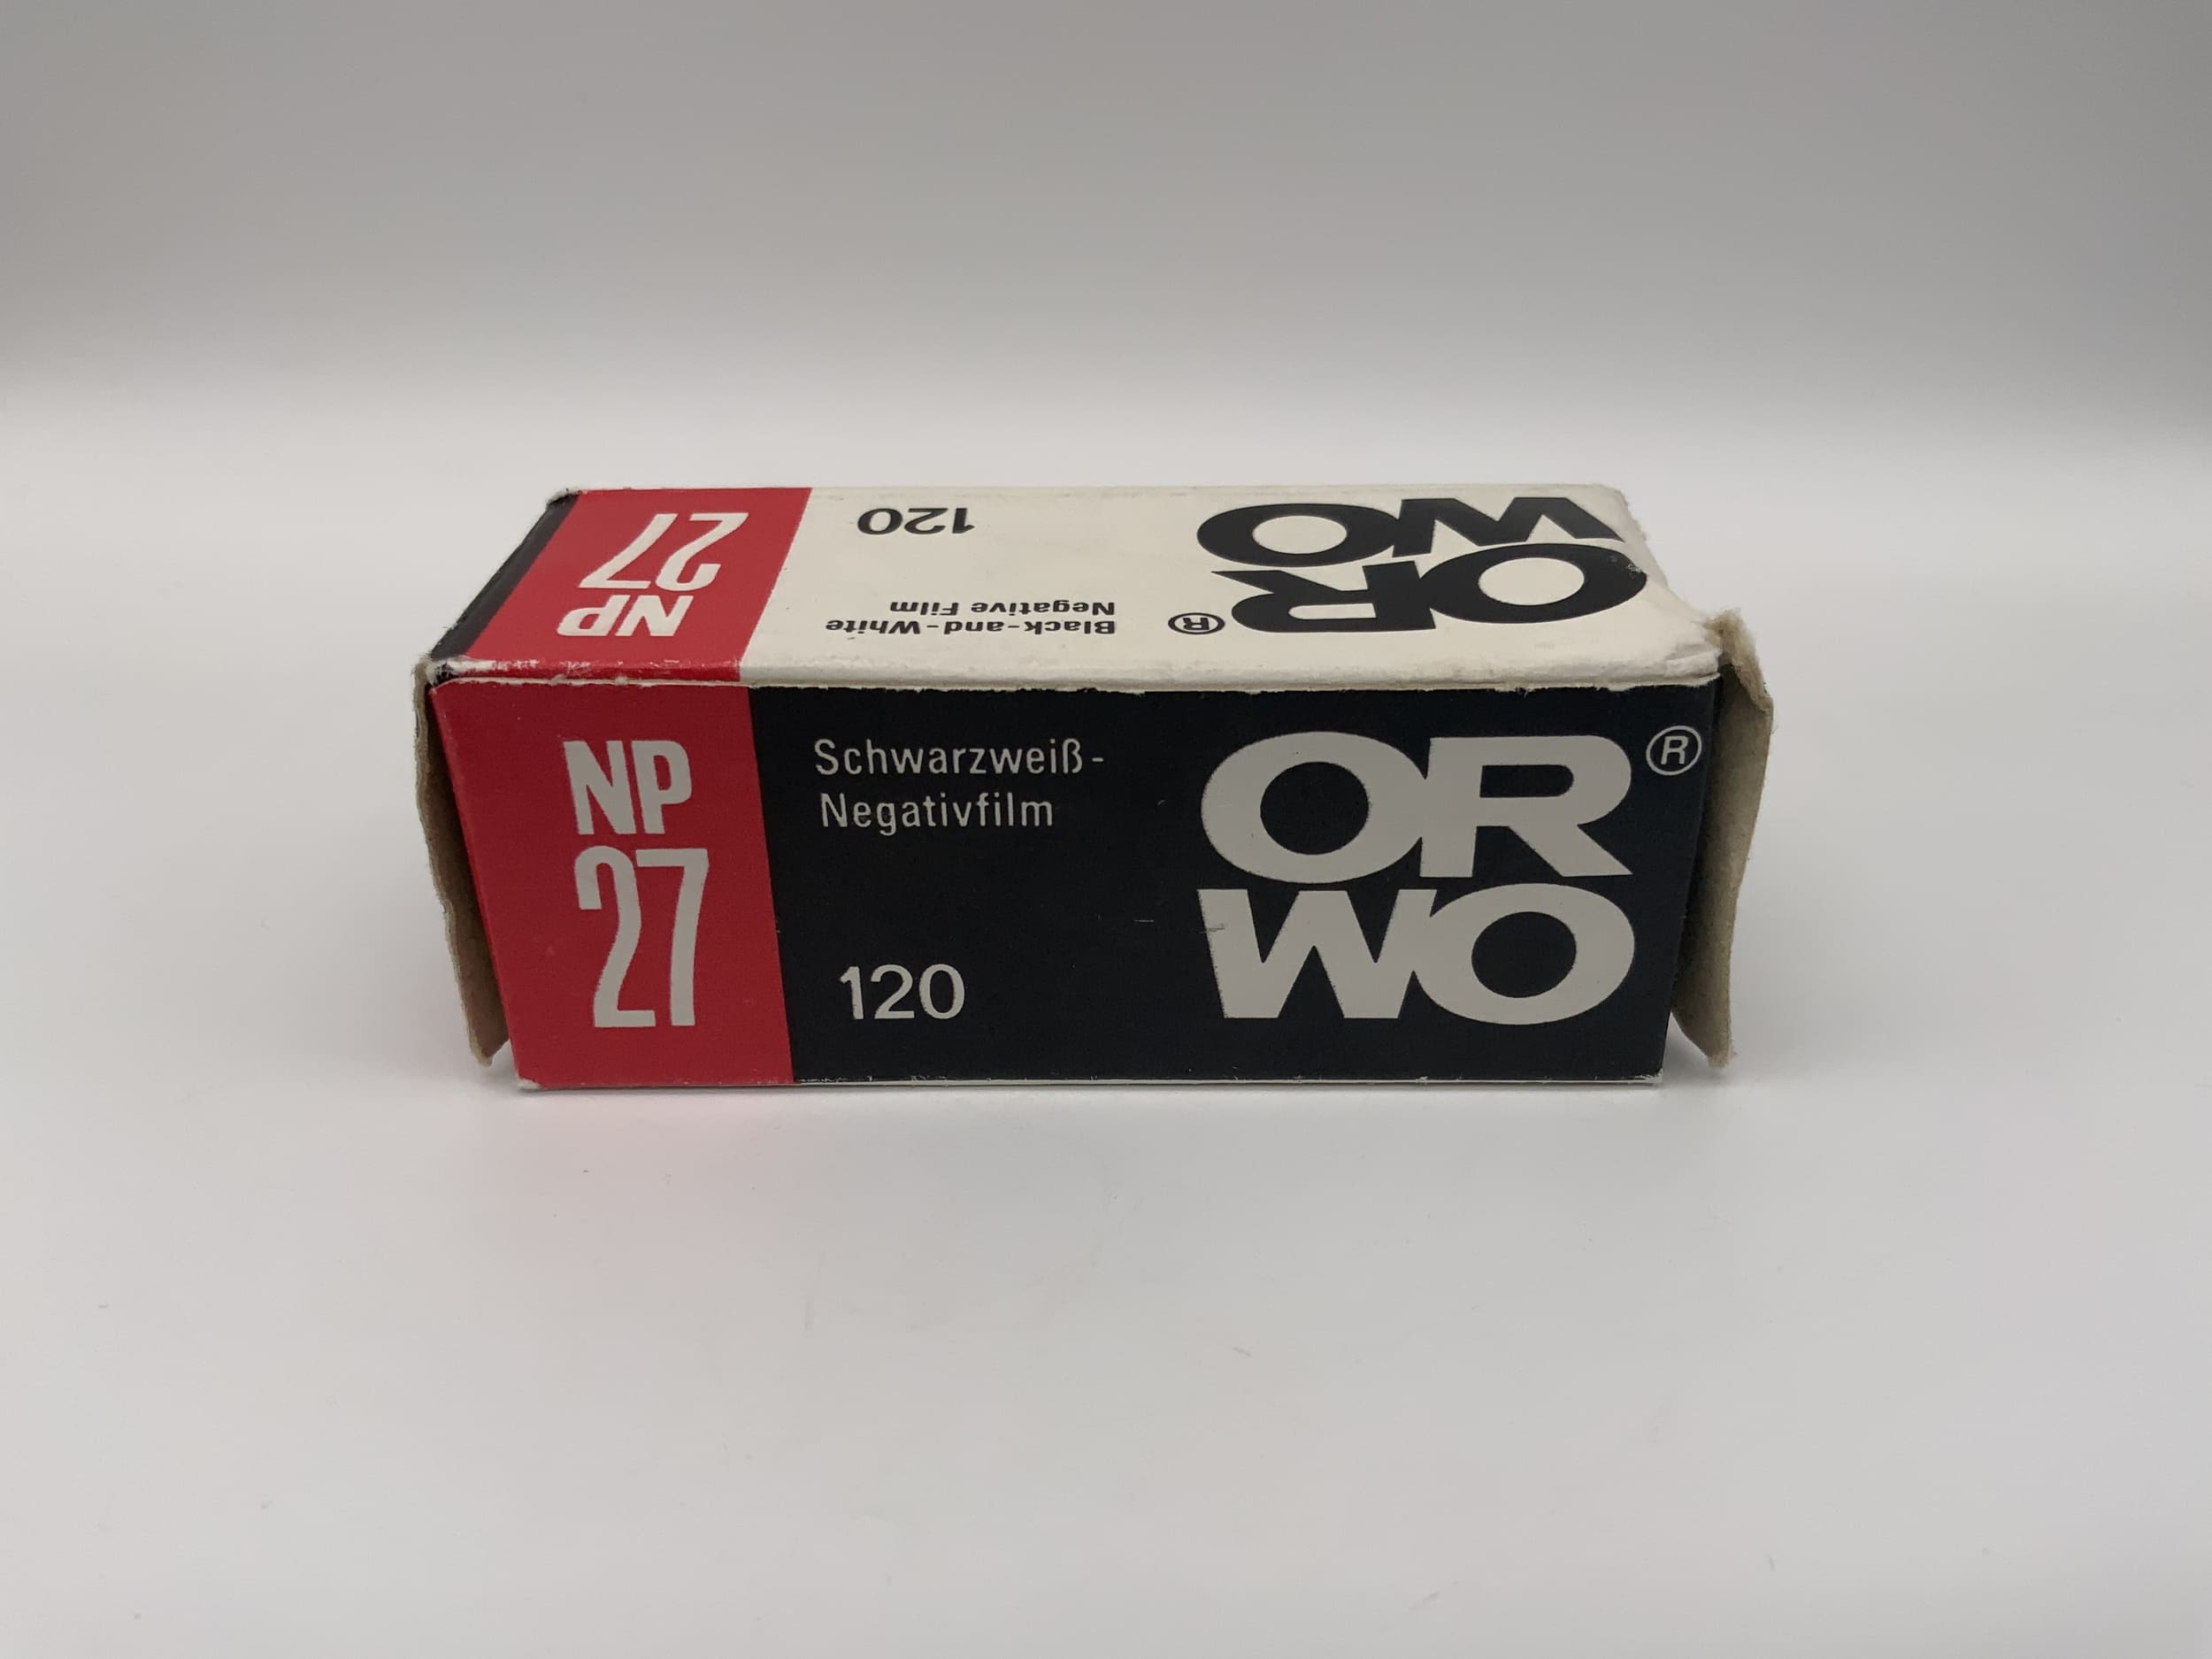 NP
27
Schwarzweiß-
Negativfilm
120
OR
WO
®
NP
27
Black-and-White
Negative Film
120
OR
WO
®